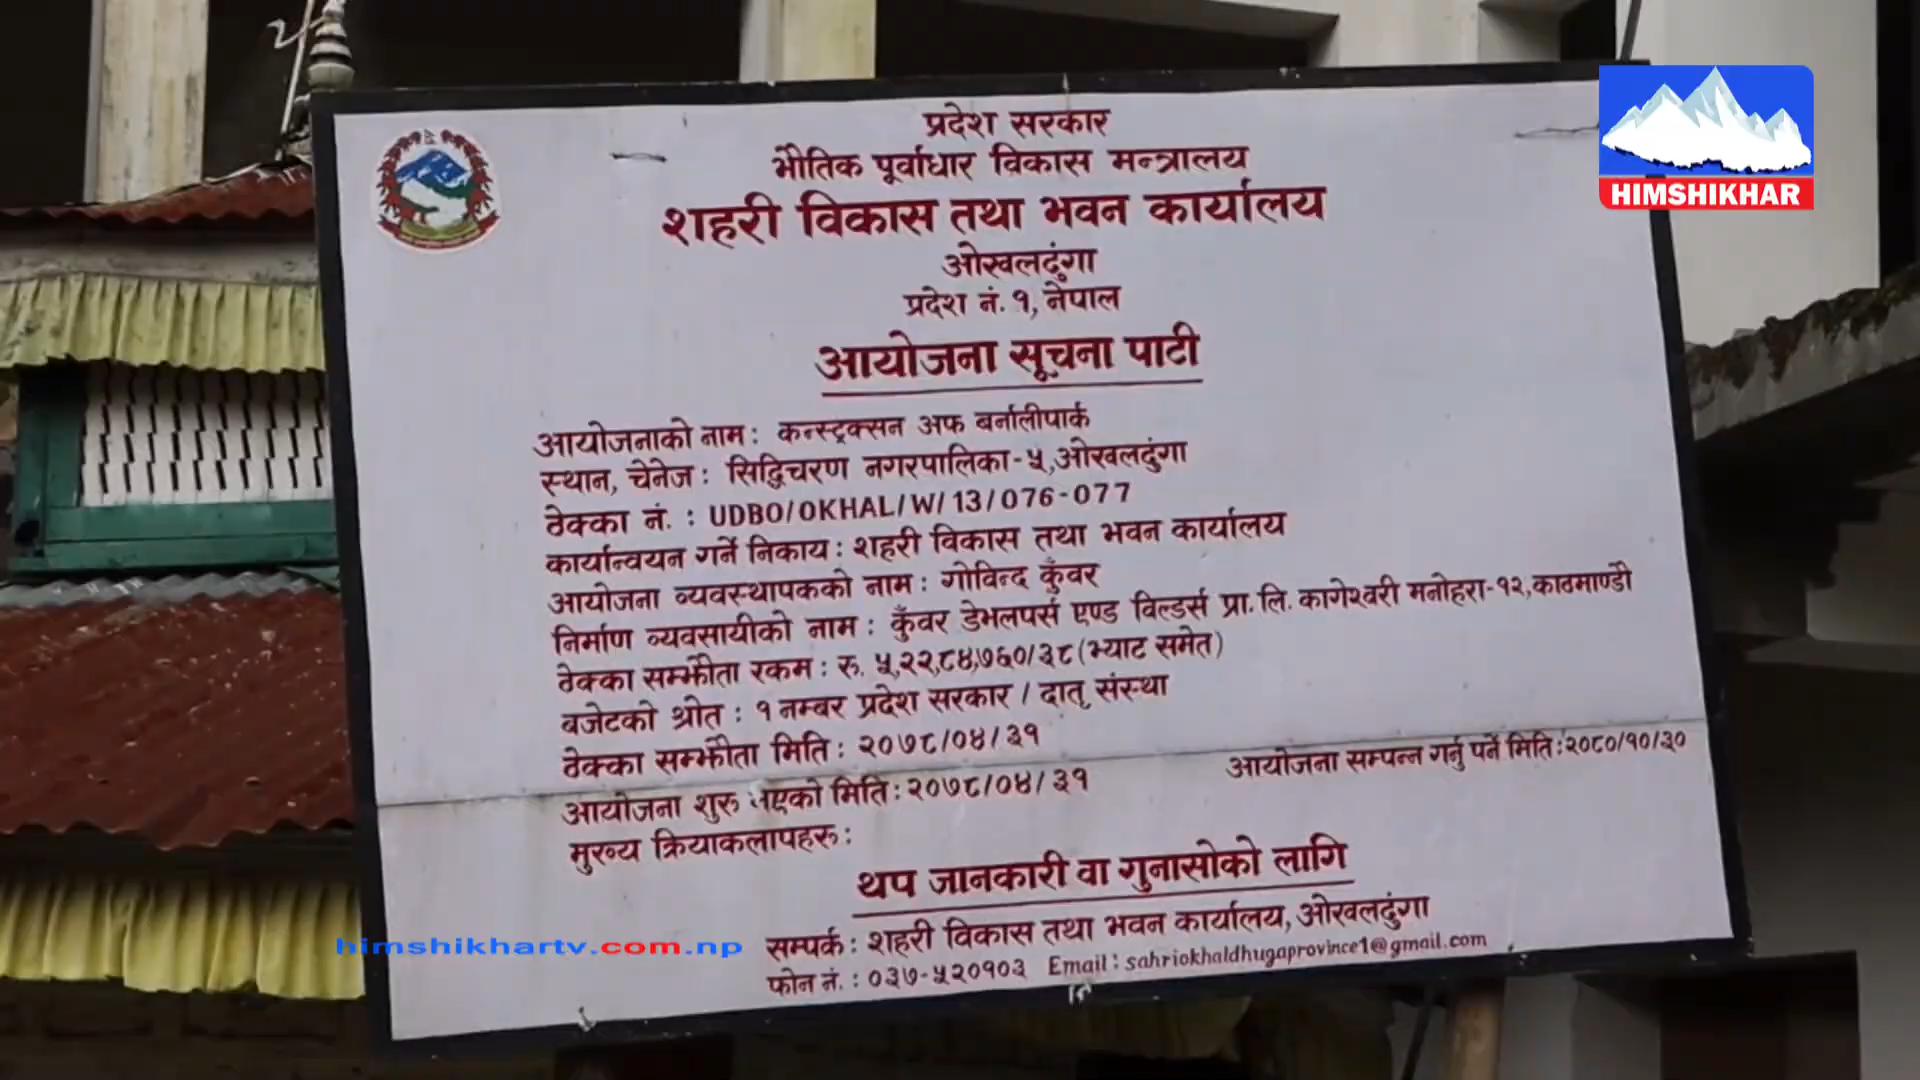 प्रदेश सरकार
भौतिक पूर्वाधार विकास मन्त्रालय
शहरी विकास तथा भवन कार्यालय
ओखलढुंगा
प्रदेश नं. १, नेपाल
आयोजना सूचना पाटी
आयोजनाको नाम : कन्स्ट्रक्सन अफ बर्नालीपार्क
स्थान, चेनेज : सिद्धिचरण नगरपालिका-५,ओखलढुंगा
ठेक्का नं. : UDBO/OKHAL/W/13/076-077
कार्यान्वयन गर्ने निकाय : शहरी विकास तथा भवन कार्यालय
आयोजना व्यवस्थापकको नाम : गोविन्द कुँवर
निर्माण व्यवसायीको नाम : कुँवर डेभलपर्स एण्ड विल्डर्स प्रा.लि. कागेश्वरी मनोहरा-१२,काठमाण्डौ
ठेक्का सम्झौता रकम : रु. ५,२२,८४,७६०/३८(भ्याट समेत)
बजेटको श्रोत : १ नम्बर प्रदेश सरकार / दातृ संस्था
ठेक्का सम्झौता मिति : २०७८/०४/३१
आयोजना शुरु भएको मिति : २०७८/०४/३१ आयोजना सम्पन्न गर्नु पर्ने मिति : २०८०/१०/३०
मुख्य क्रियाकलापहरू :
थप जानकारी वा गुनासोको लागि
सम्पर्क : शहरी विकास तथा भवन कार्यालय, ओखलढुंगा
फोन नं. : ०३७-५२०१०३ Email : sahriokhaldhugaprovince1@gmail.com
HIMSHIKHAR
himshikhartv.com.np